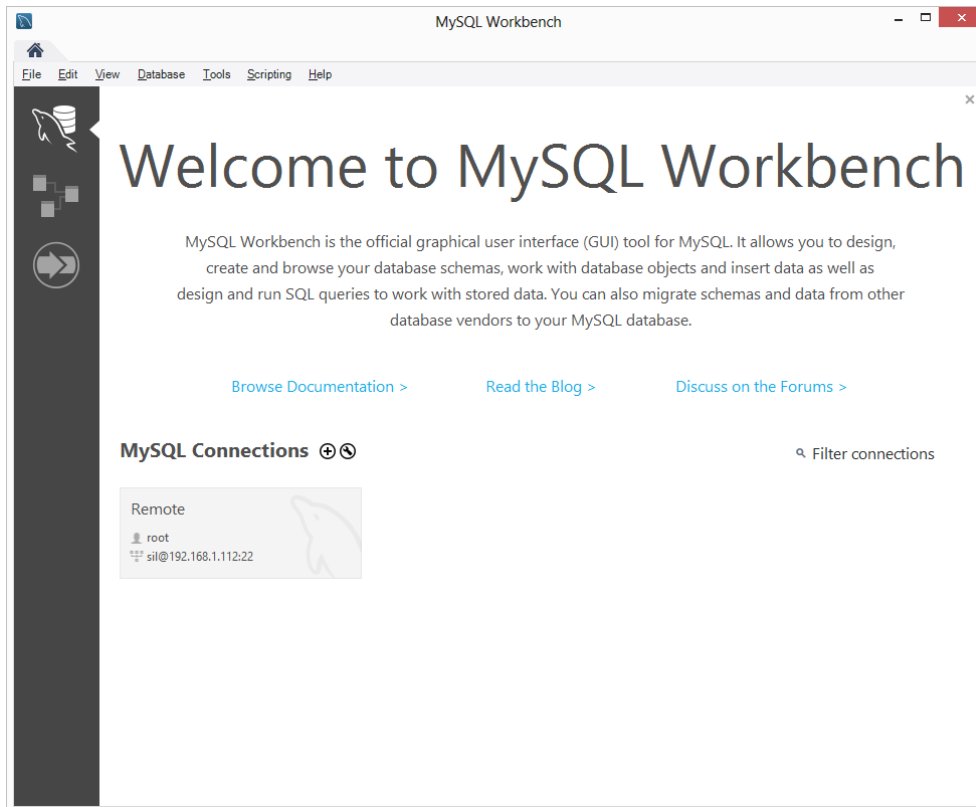 MySQL Workbench
File Edit View Database Tools Scripting Help
Welcome to MySQL Workbench
MySQL Workbench is the official graphical user interface (GUI) tool for MySQL. It allows you to design,
create and browse your database schemas, work with database objects and insert data as well as
design and run SQL queries to work with stored data. You can also migrate schemas and data from other
database vendors to your MySQL database.
Browse Documentation > Read the Blog > Discuss on the Forums >
MySQL Connections Filter connections
Remote
root
sil@192.168.1.112:22